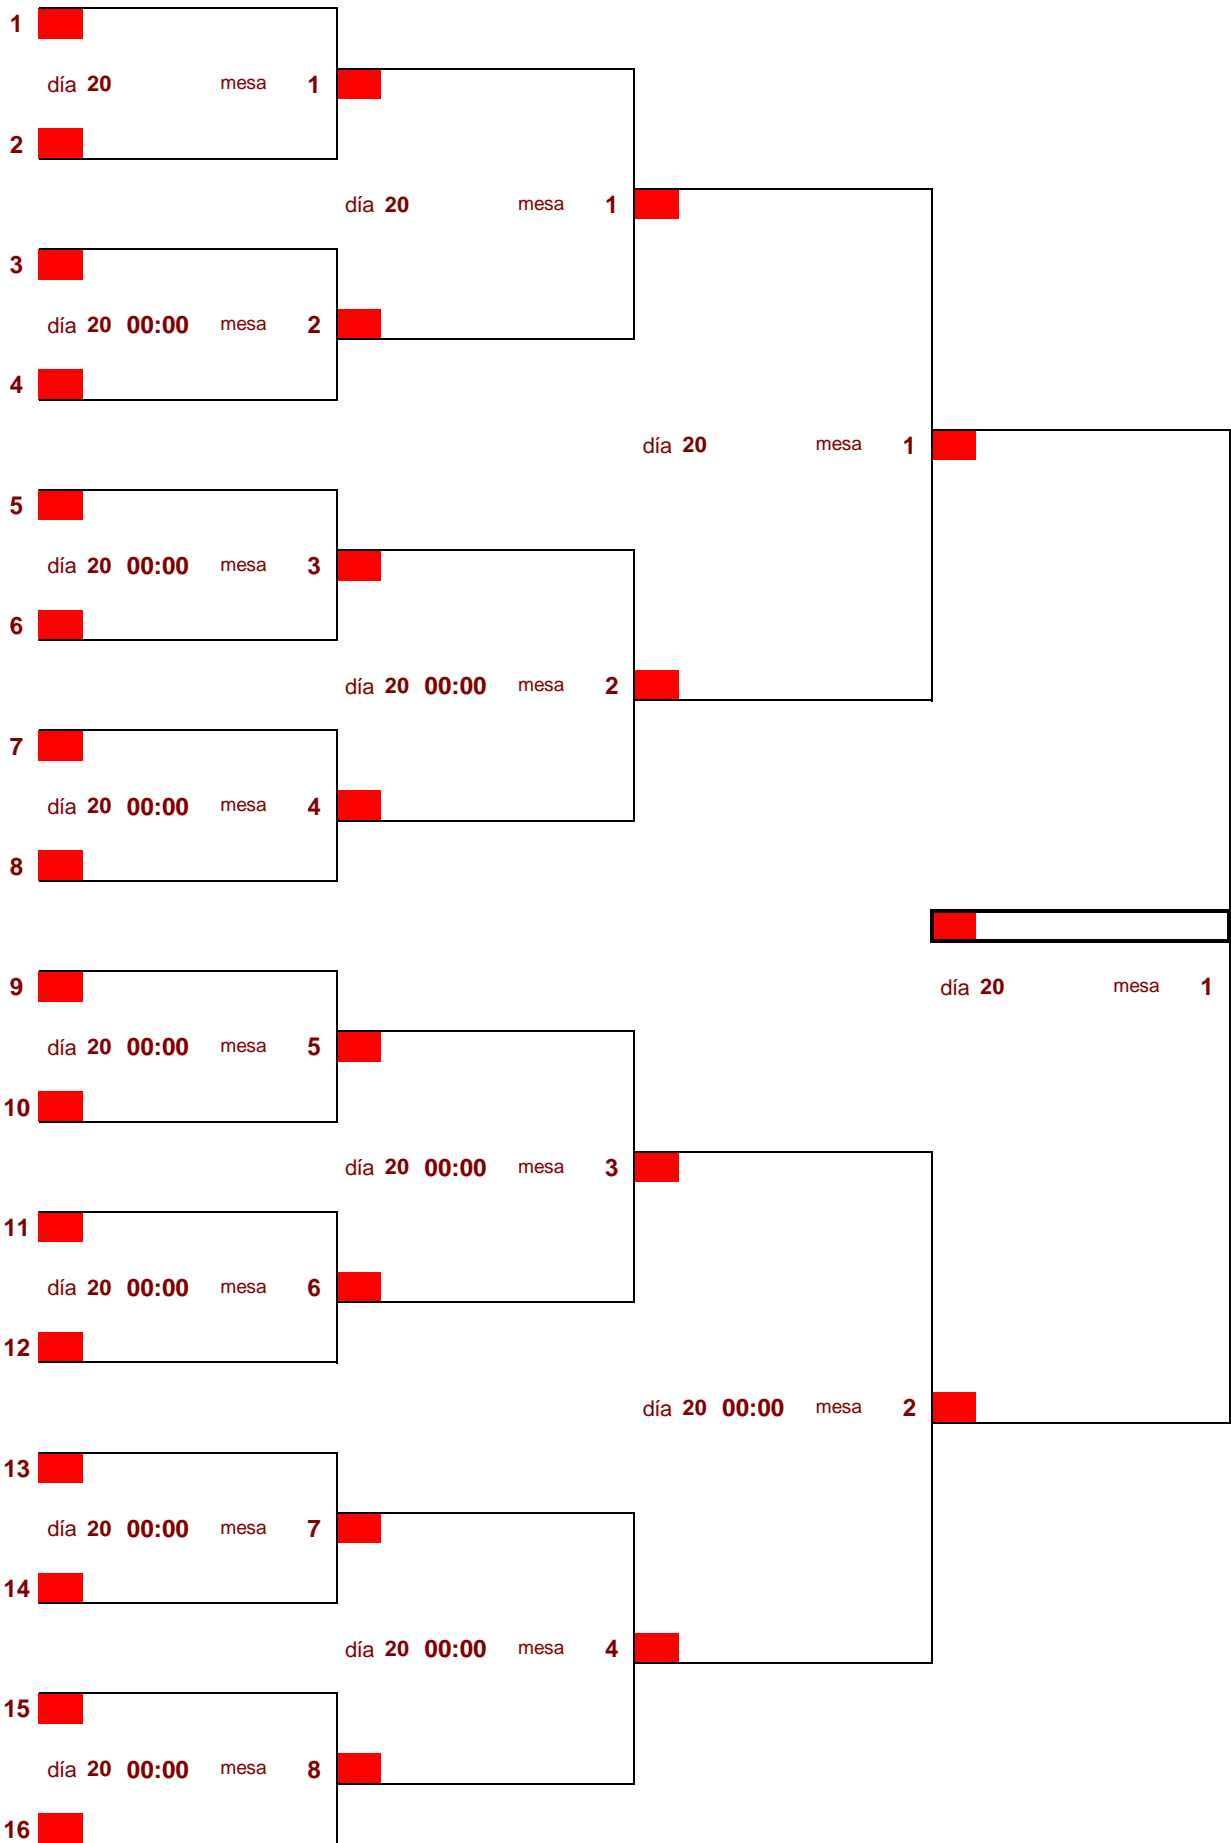 1
día 20 mesa 1
2
día 20 mesa 1
3
día 20 00:00 mesa 2
4
día 20 mesa 1
5
día 20 00:00 mesa 3
6
día 20 00:00 mesa 2
7
día 20 00:00 mesa 4
8
9
día 20 mesa 1
día 20 00:00 mesa 5
10
día 20 00:00 mesa 3
11
día 20 00:00 mesa 6
12
día 20 00:00 mesa 2
13
día 20 00:00 mesa 7
14
día 20 00:00 mesa 4
15
día 20 00:00 mesa 8
16